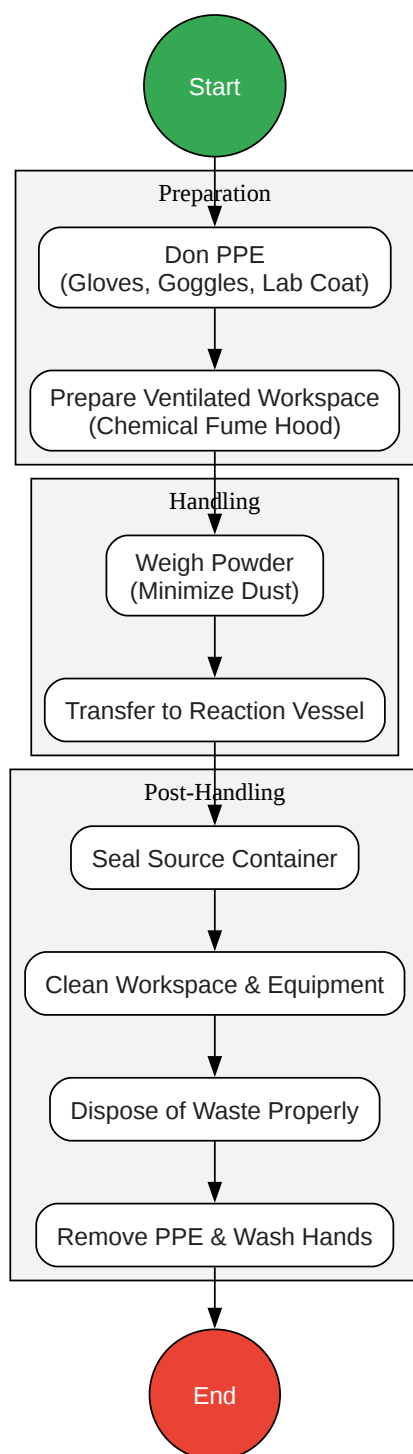 Start
Preparation
Don PPE
(Gloves, Goggles, Lab Coat)
Prepare Ventilated Workspace
(Chemical Fume Hood)
Handling
Weigh Powder
(Minimize Dust)
Transfer to Reaction Vessel
Post-Handling
Seal Source Container
Clean Workspace & Equipment
Dispose of Waste Properly
Remove PPE & Wash Hands
End